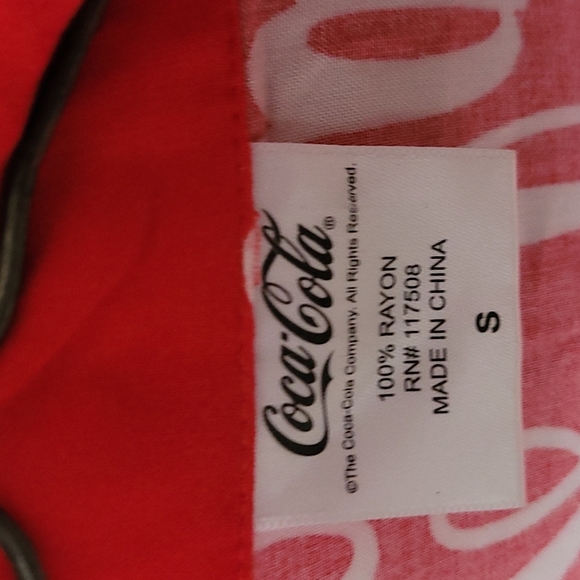 Coca-Cola®
©The Coca-Cola Company. All Rights Reserved.
100% RAYON
RN# 117508
MADE IN CHINA
S